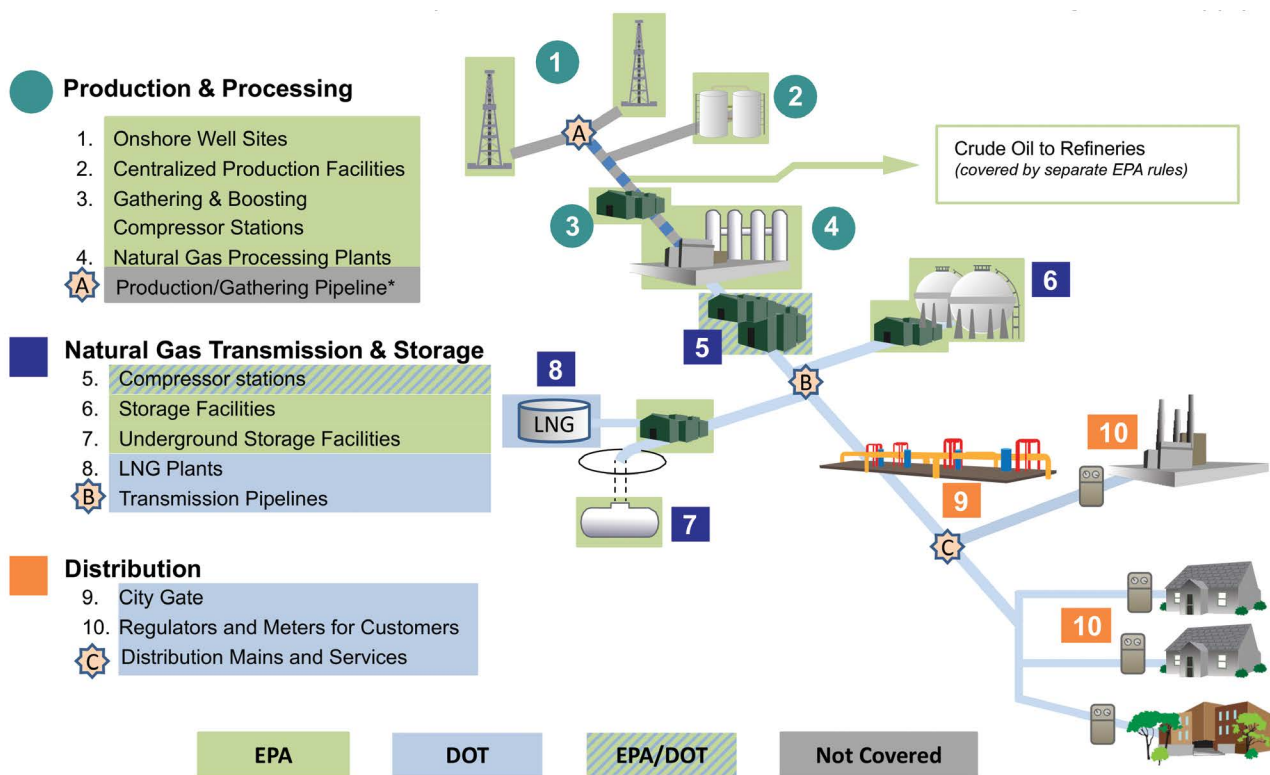 Production & Processing
1. Onshore Well Sites
2. Centralized Production Facilities
3. Gathering & Boosting
Compressor Stations
4. Natural Gas Processing Plants
A Production/Gathering Pipeline*
Natural Gas Transmission & Storage
5. Compressor stations
6. Storage Facilities
7. Underground Storage Facilities
8. LNG Plants
B Transmission Pipelines
Distribution
9. City Gate
10. Regulators and Meters for Customers
C Distribution Mains and Services
1
2
A
Crude Oil to Refineries
(covered by separate EPA rules)
3
4
6
5
8
B
LNG
10
7
9
C
10
EPA
DOT
EPA/DOT
Not Covered